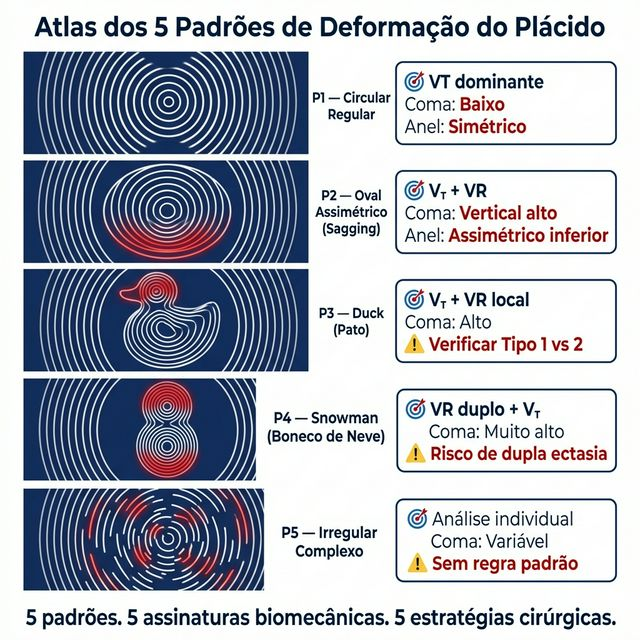 Atlas dos 5 Padrões de Deformação do Plácido
P1 — Circular
Regular
VT dominante
Coma: Baixo
Anel: Simétrico
P2 — Oval
Assimétrico
(Sagging)
V_T + VR
Coma: Vertical alto
Anel: Assimétrico inferior
P3 — Duck
(Pato)
V_T + VR local
Coma: Alto
Verificar Tipo 1 vs 2
P4 — Snowman
(Boneco de Neve)
VR duplo + V_T
Coma: Muito alto
Risco de dupla ectasia
P5 — Irregular
Complexo
Análise individual
Coma: Variável
Sem regra padrão
5 padrões. 5 assinaturas biomecânicas. 5 estratégias cirúrgicas.